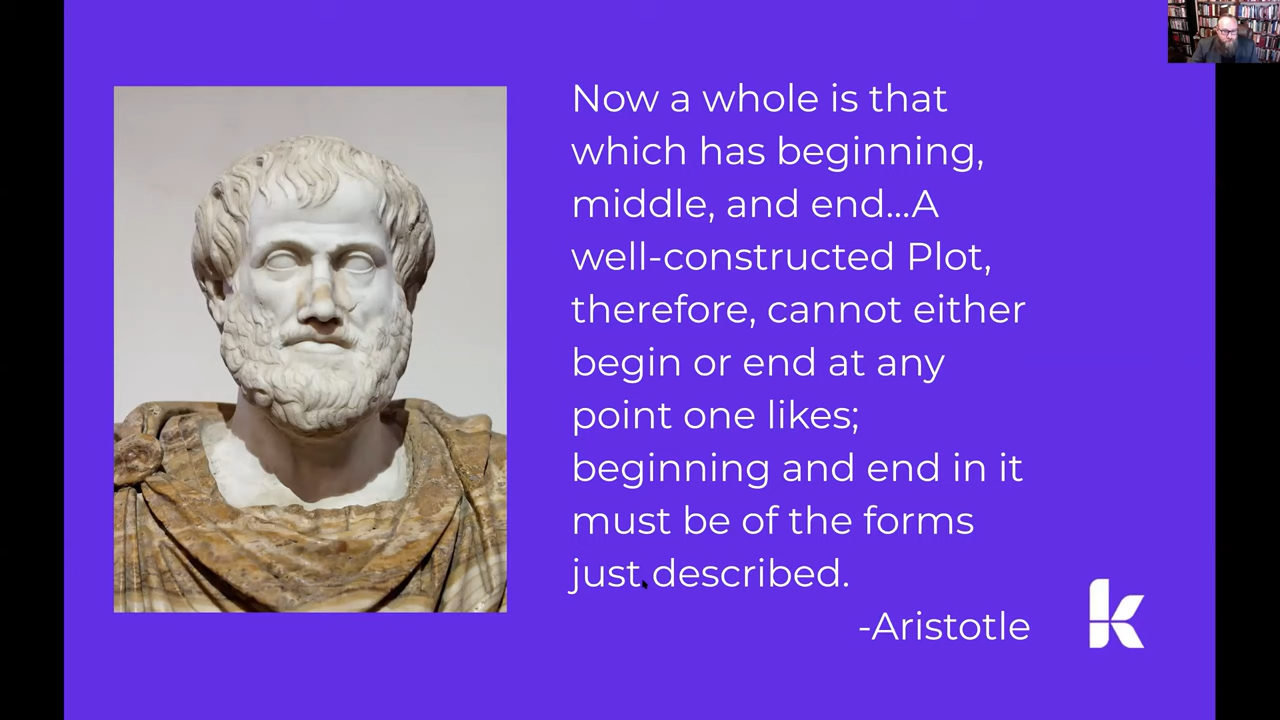 Now a whole is that
which has beginning,
middle, and end...A
well-constructed Plot,
therefore, cannot either
begin or end at any
point one likes;
beginning and end in it
must be of the forms
just described.
-Aristotle
k